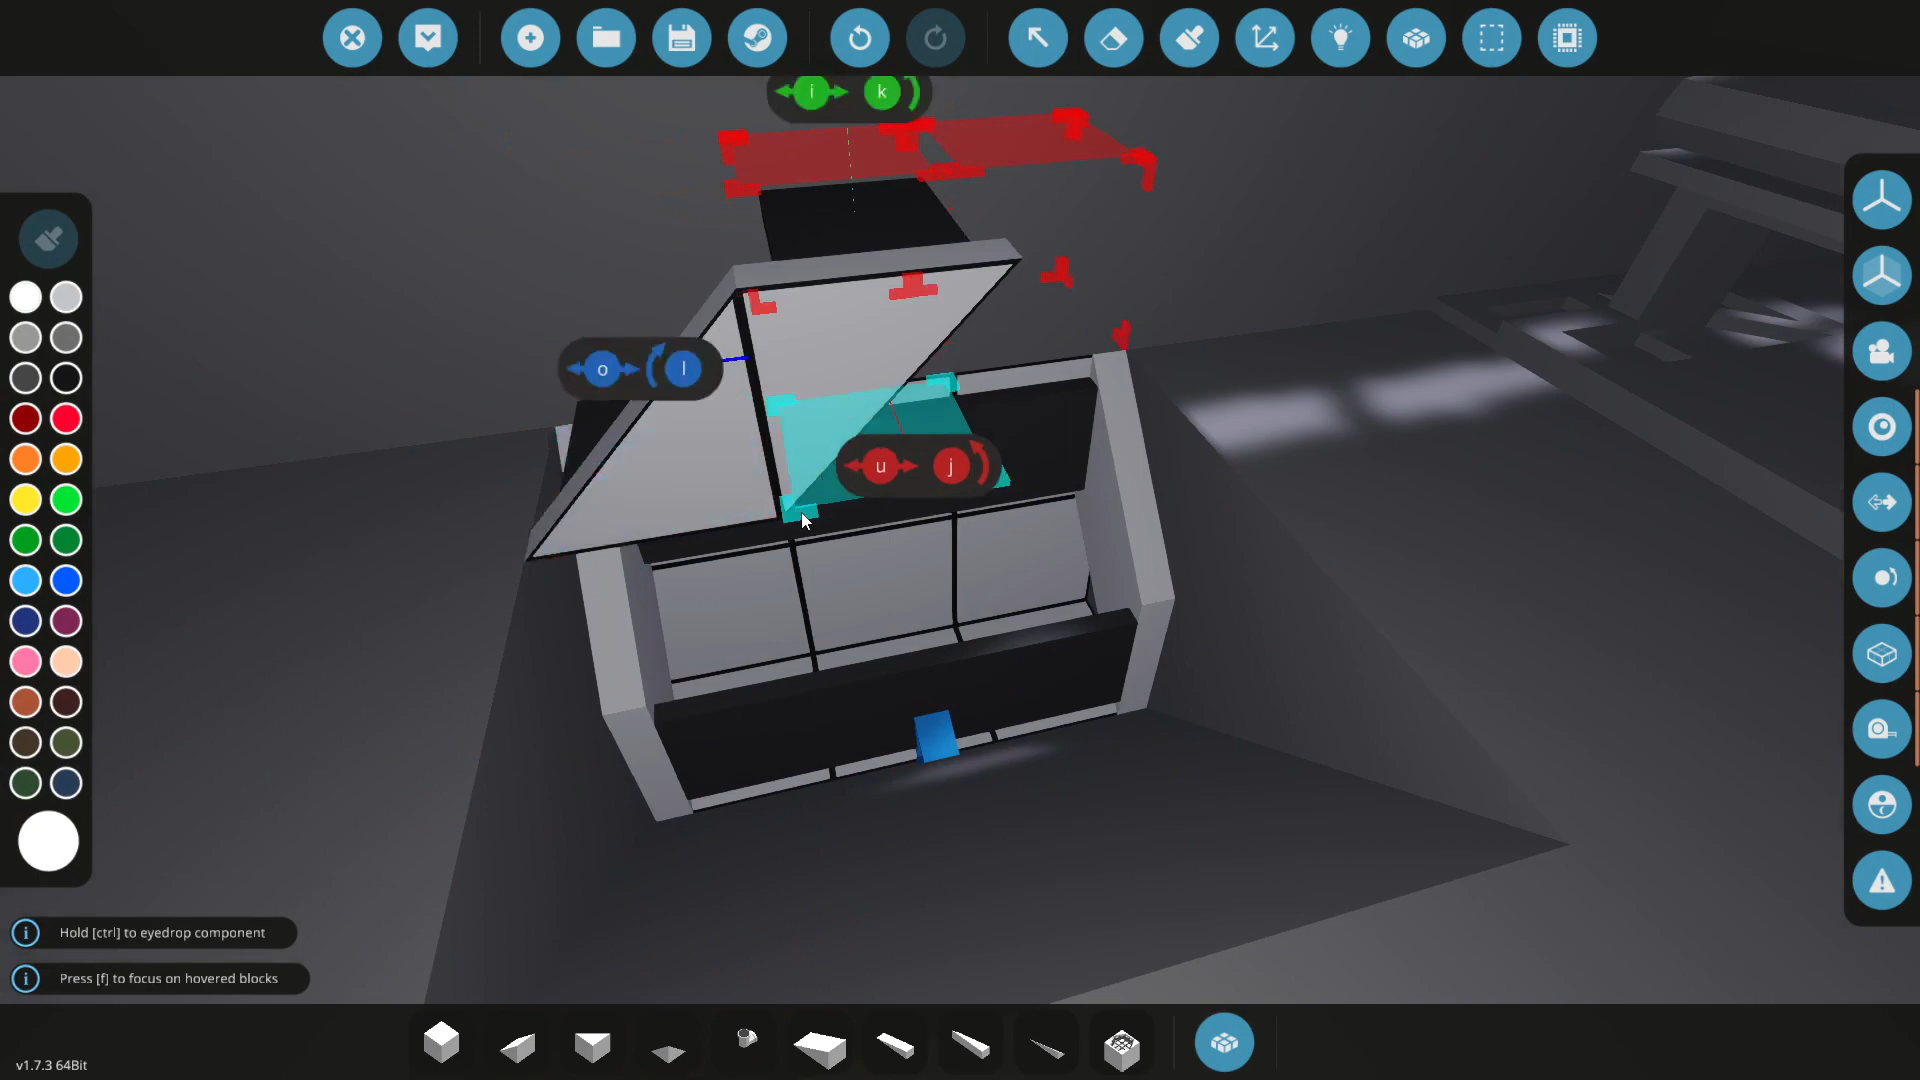 i k
o l
u j
Hold [ctrl] to eyedrop component
Press [f] to focus on hovered blocks
v1.7.3 64Bit